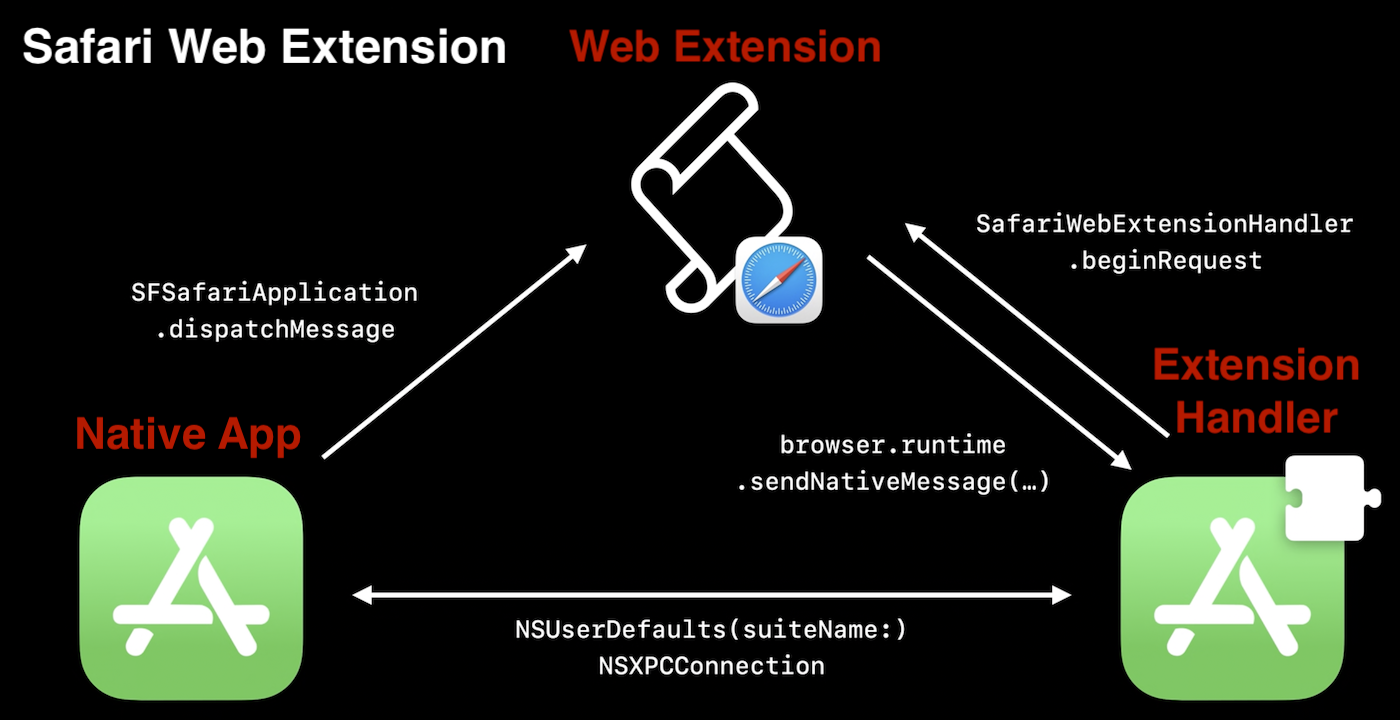 Safari Web Extension
Web Extension
SafariWebExtensionHandler
.beginRequest
SFSafariApplication
.dispatchMessage
Extension
Handler
Native App
browser.runtime
.sendNativeMessage(…)
NSUserDefaults(suiteName:)
NSXPCConnection